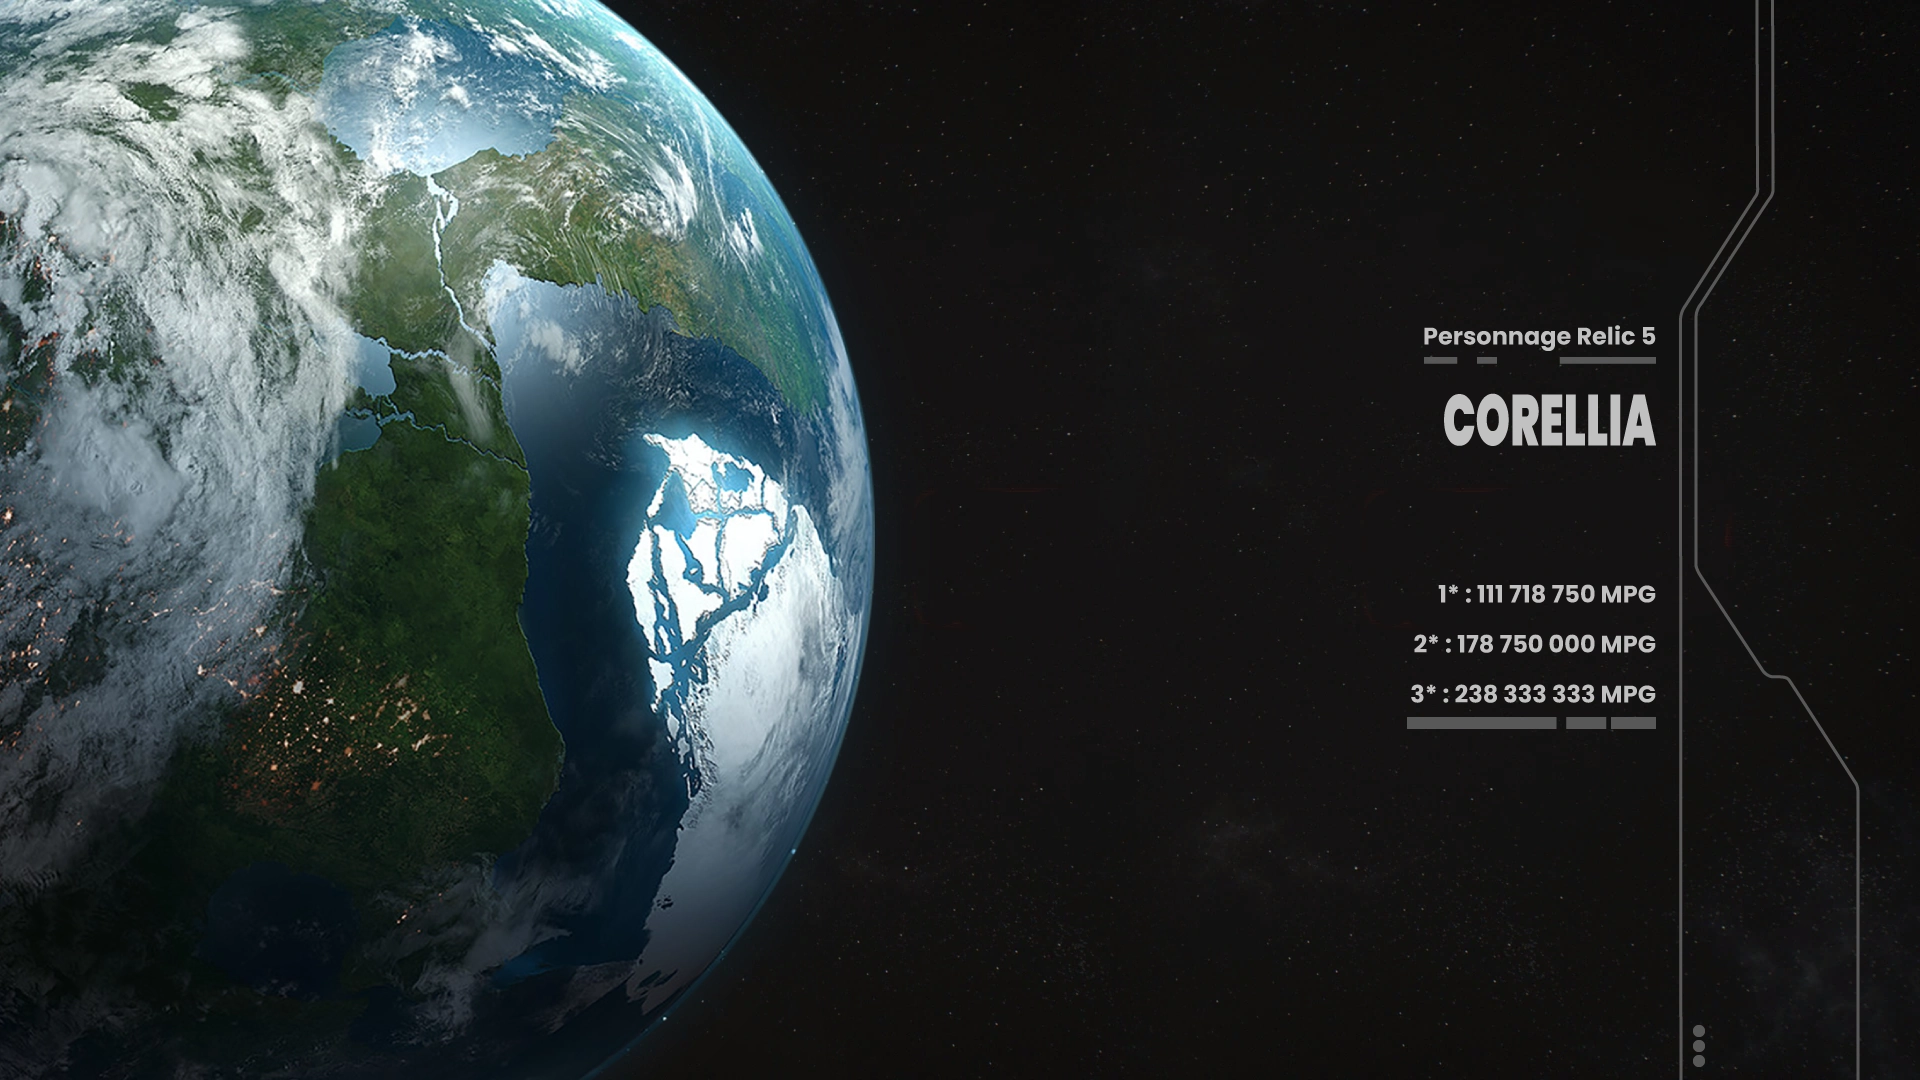 Personnage Relic 5
CORELLIA
1* : 111 718 750 MPG
2* : 178 750 000 MPG
3* : 238 333 333 MPG